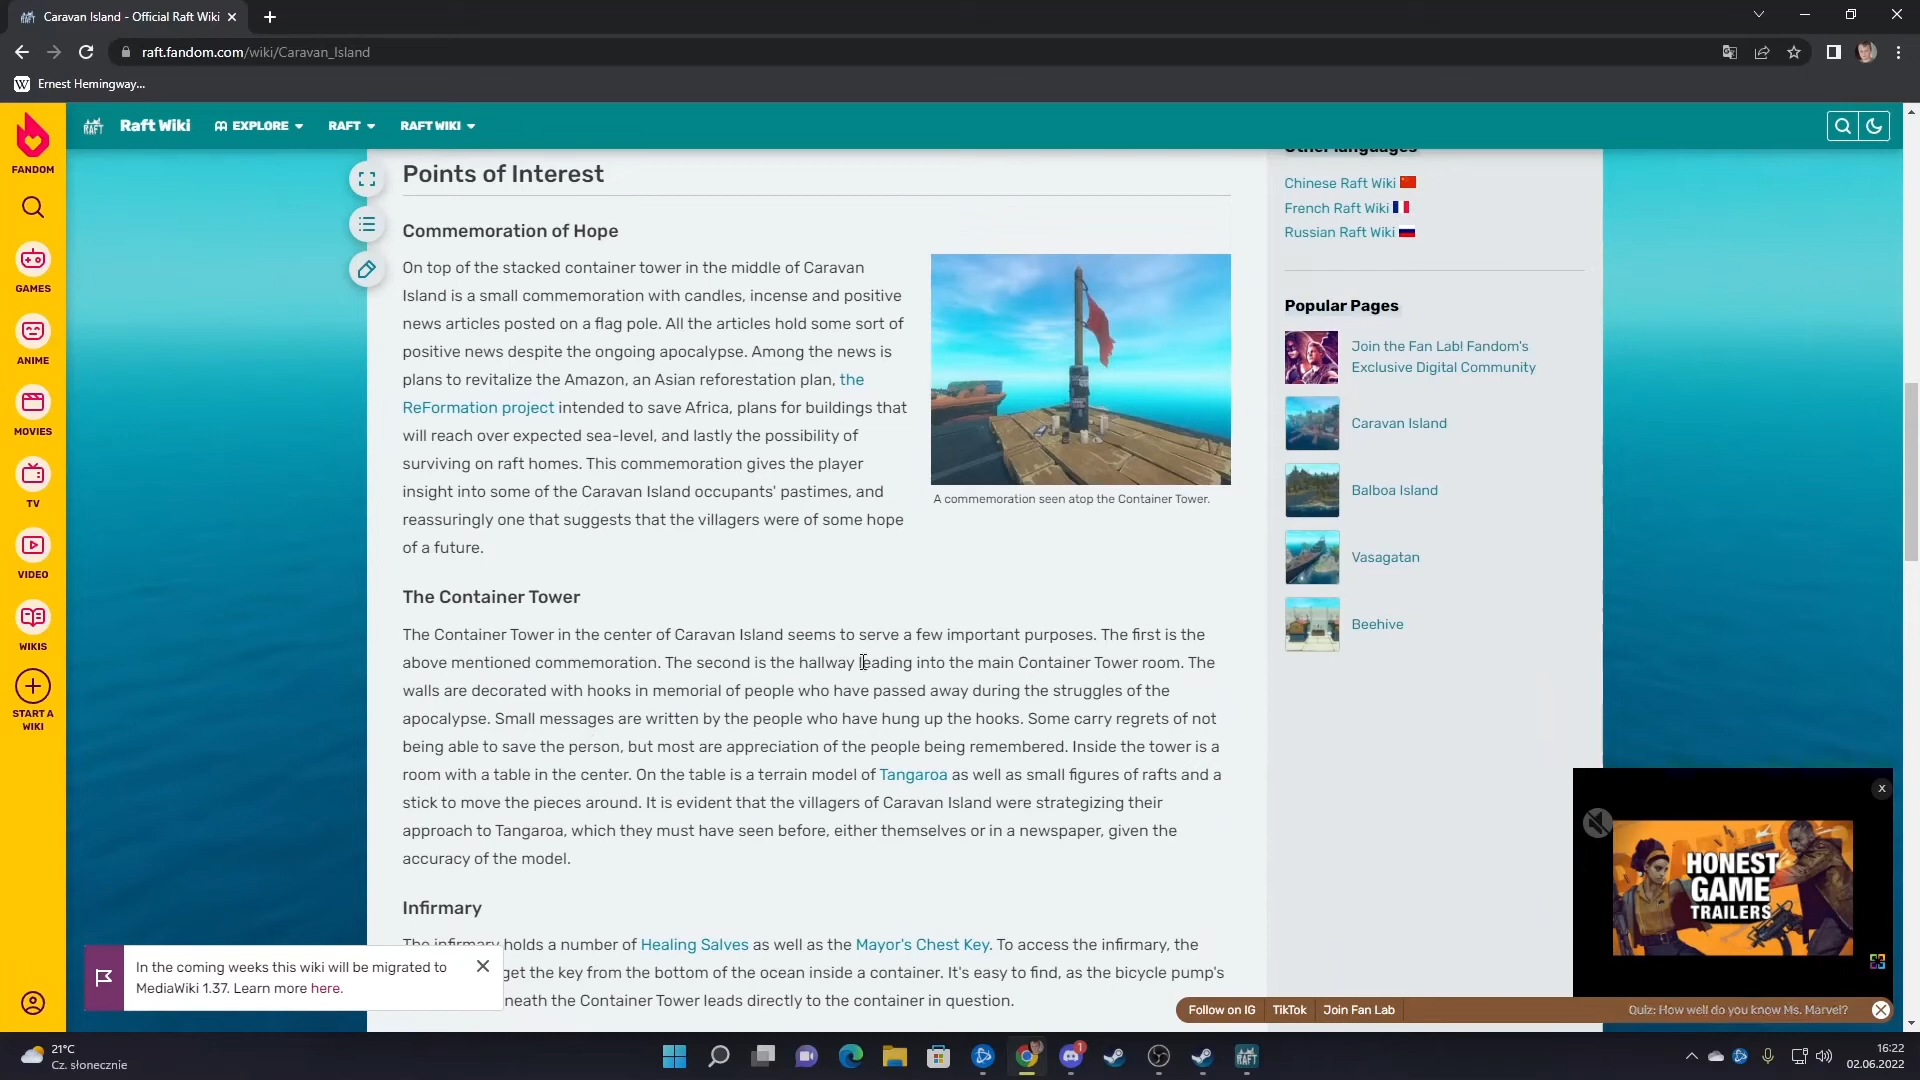 Caravan Island - Official Raft Wiki
raft.fandom.com/wiki/Caravan_Island
Ernest Hemingway...
FANDOM
GAMES
ANIME
MOVIES
TV
VIDEO
WIKIS
START A
WIKI
RAFT
Raft Wiki
EXPLORE
RAFT
RAFT WIKI
Points of Interest
Commemoration of Hope
On top of the stacked container tower in the middle of Caravan
Island is a small commemoration with candles, incense and positive
news articles posted on a flag pole. All the articles hold some sort of
positive news despite the ongoing apocalypse. Among the news is
plans to revitalize the Amazon, an Asian reforestation plan, the
ReFormation project intended to save Africa, plans for buildings that
will reach over expected sea-level, and lastly the possibility of
surviving on raft homes. This commemoration gives the player
insight into some of the Caravan Island occupants' pastimes, and
reassuringly one that suggests that the villagers were of some hope
of a future.
A commemoration seen atop the Container Tower.
The Container Tower
The Container Tower in the center of Caravan Island seems to serve a few important purposes. The first is the
above mentioned commemoration. The second is the hallway leading into the main Container Tower room. The
walls are decorated with hooks in memorial of people who have passed away during the struggles of the
apocalypse. Small messages are written by the people who have hung up the hooks. Some carry regrets of not
being able to save the person, but most are appreciation of the people being remembered. Inside the tower is a
room with a table in the center. On the table is a terrain model of Tangaroa as well as small figures of rafts and a
stick to move the pieces around. It is evident that the villagers of Caravan Island were strategizing their
approach to Tangaroa, which they must have seen before, either themselves or in a newspaper, given the
accuracy of the model.
Infirmary
The infirmary holds a number of Healing Salves as well as the Mayor's Chest Key. To access the infirmary, the
get the key from the bottom of the ocean inside a container. It's easy to find, as the bicycle pump's
neath the Container Tower leads directly to the container in question.
In the coming weeks this wiki will be migrated to
MediaWiki 1.37. Learn more here.
Other languages
Chinese Raft Wiki
French Raft Wiki
Russian Raft Wiki
Popular Pages
Join the Fan Lab! Fandom's
Exclusive Digital Community
Caravan Island
Balboa Island
Vasagatan
Beehive
HONEST
GAME
TRAILERS
Follow on IG
TikTok
Join Fan Lab
Quiz: How well do you know Ms. Marvel?
21°C
Cz. słonecznie
1
RAFT
16:22
02.06.2022